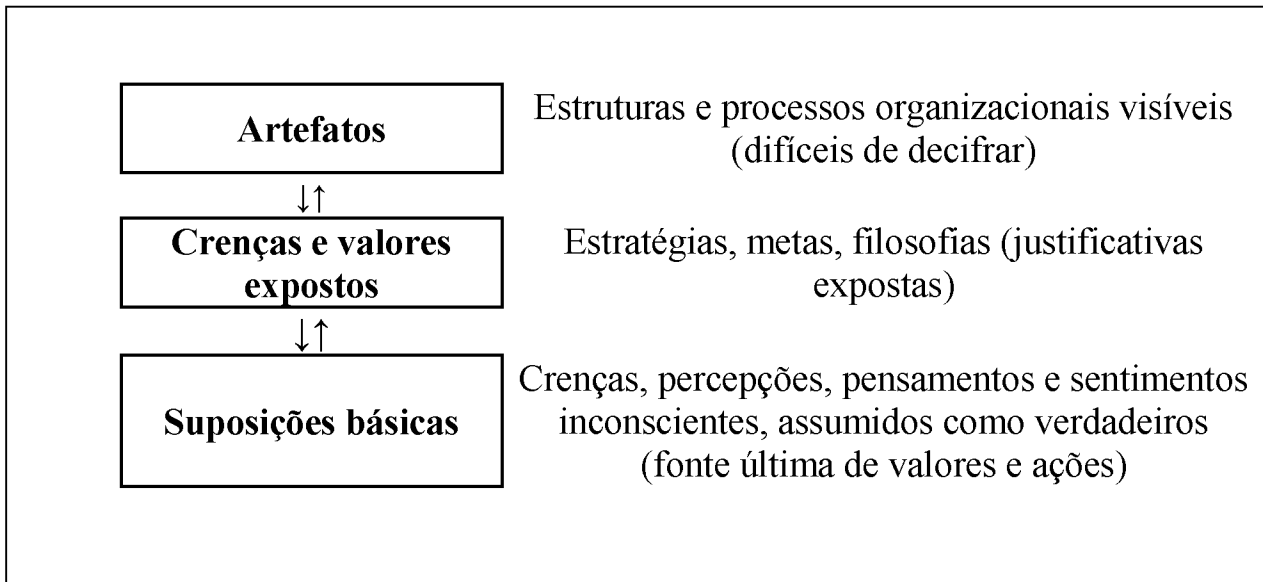 Artefatos
Estruturas e processos organizacionais visíveis
(difíceis de decifrar)
↓↑
Crenças e valores
expostos
Estratégias, metas, filosofias (justificativas
expostas)
↓↑
Suposições básicas
Crenças, percepções, pensamentos e sentimentos
inconscientes, assumidos como verdadeiros
(fonte última de valores e ações)